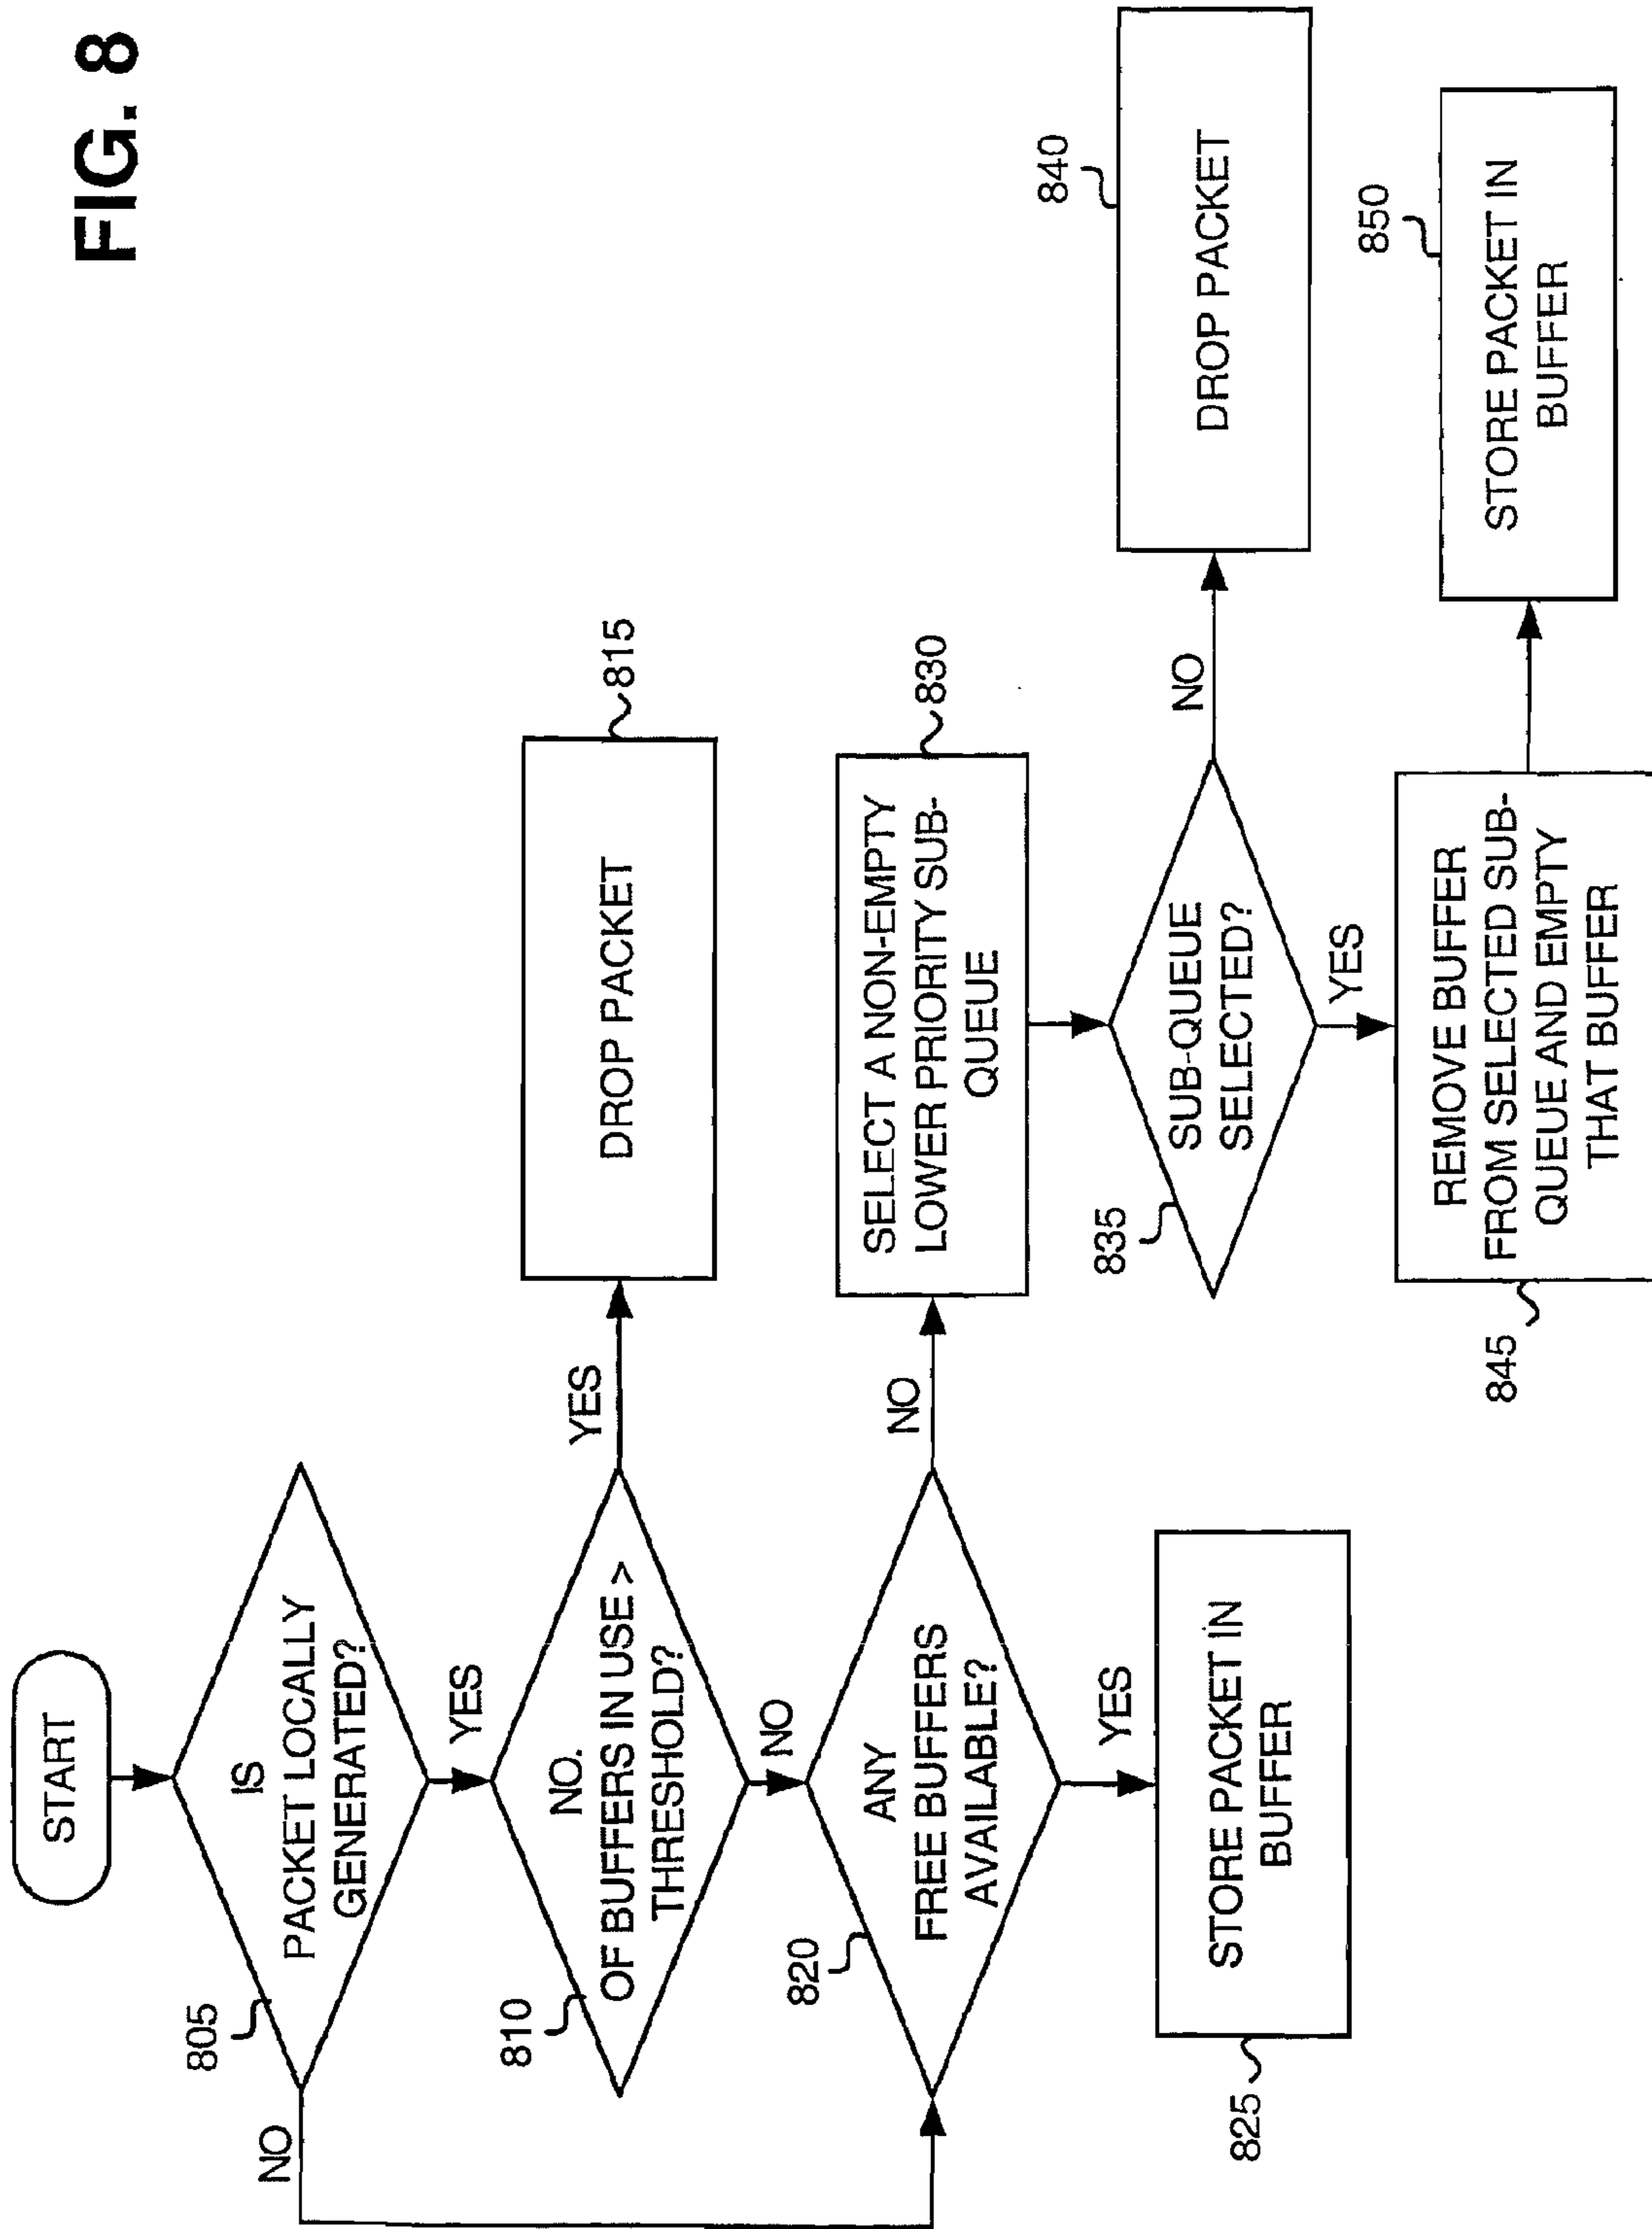 FIG. 8
START
805
IS
PACKET LOCALLY
GENERATED?
NO
YES
810
NO.
OF BUFFERS IN USE >
THRESHOLD?
YES
DROP PACKET
815
NO
820
ANY
FREE BUFFERS
AVAILABLE?
NO
SELECT A NON-EMPTY
LOWER PRIORITY SUB-
QUEUE
830
YES
STORE PACKET IN
BUFFER
825
835
SUB-QUEUE
SELECTED?
NO
DROP PACKET
840
YES
REMOVE BUFFER
FROM SELECTED SUB-
QUEUE AND EMPTY
THAT BUFFER
845
STORE PACKET IN
BUFFER
850